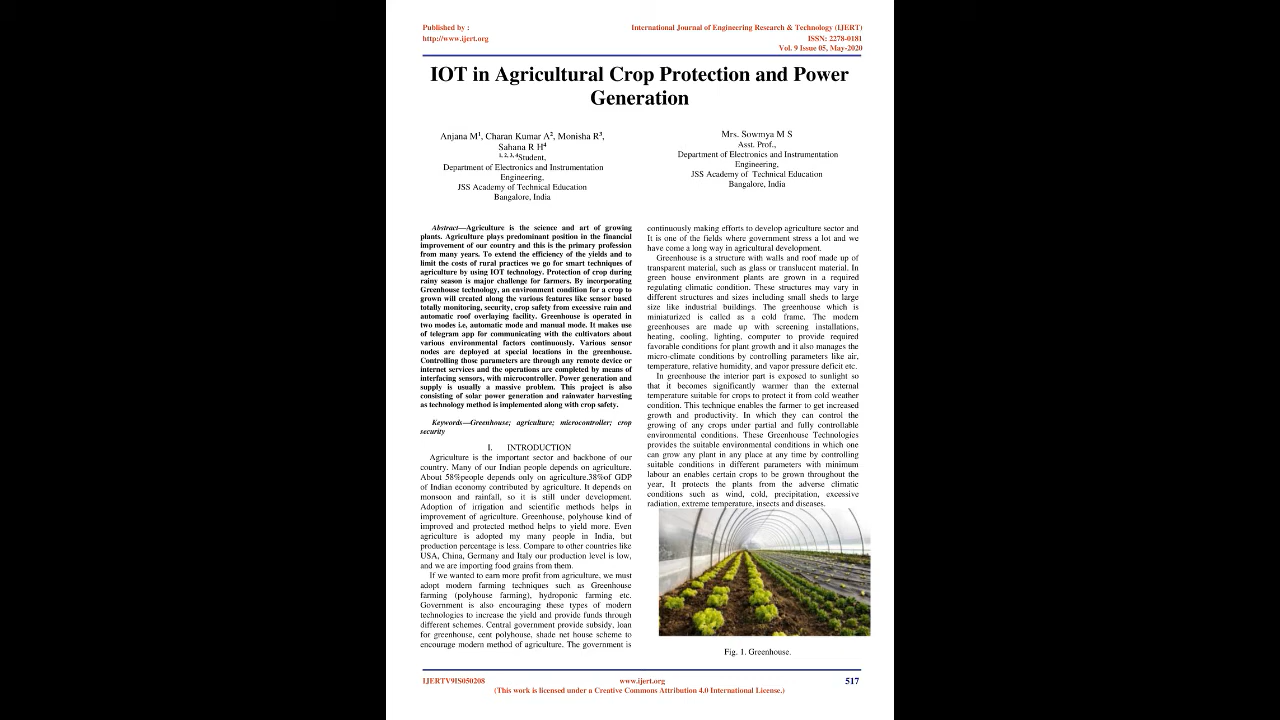 Published by :
http://www.ijert.org
International Journal of Engineering Research & Technology (IJERT)
ISSN: 2278-0181
Vol. 9 Issue 05, May-2020
IOT in Agricultural Crop Protection and Power
Generation
Anjana M1, Charan Kumar A2, Monisha R3,
Sahana R H4
1, 2, 3, 4Student,
Department of Electronics and Instrumentation
Engineering,
JSS Academy of Technical Education
Bangalore, India
Mrs. Sowmya M S
Asst. Prof.,
Department of Electronics and Instrumentation
Engineering,
JSS Academy of Technical Education
Bangalore, India
Abstract—Agriculture is the science and art of growing
plants. Agriculture plays predominant position in the financial
improvement of our country and this is the primary profession
from many years. To extend the efficiency of the yields and to
limit the costs of rural practices we go for smart techniques of
agriculture by using IOT technology. Protection of crop during
rainy season is major challenge for farmers. By incorporating
Greenhouse technology, an environment condition for a crop to
grown will created along the various features like sensor based
totally monitoring, security, crop safety from excessive rain and
automatic roof overlaying facility. Greenhouse is operated in
two modes i.e, automatic mode and manual mode. It makes use
of telegram app for communicating with the cultivators about
various environmental factors continuously. Various sensor
nodes are deployed at special locations in the greenhouse.
Controlling those parameters are through any remote device or
internet services and the operations are completed by means of
interfacing sensors, with microcontroller. Power generation and
supply is usually a massive problem. This project is also
consisting of solar power generation and rainwater harvesting
as technology method is implemented along with crop safety.
Keywords—Greenhouse; agriculture; microcontroller; crop
security
I. INTRODUCTION
Agriculture is the important sector and backbone of our
country. Many of our Indian people depends on agriculture.
About 58%people depends only on agriculture.38%of GDP
of Indian economy contributed by agriculture. It depends on
monsoon and rainfall, so it is still under development.
Adoption of irrigation and scientific methods helps in
improvement of agriculture. Greenhouse, polyhouse kind of
improved and protected method helps to yield more. Even
agriculture is adopted my many people in India, but
production percentage is less. Compare to other countries like
USA, China, Germany and Italy our production level is low,
and we are importing food grains from them.
If we wanted to earn more profit from agriculture, we must
adopt modern farming techniques such as Greenhouse
farming (polyhouse farming), hydroponic farming etc.
Government is also encouraging these types of modern
technologies to increase the yield and provide funds through
different schemes. Central government provide subsidy, loan
for greenhouse, cent polyhouse, shade net house scheme to
encourage modern method of agriculture. The government is
continuously making efforts to develop agriculture sector and
It is one of the fields where government stress a lot and we
have come a long way in agricultural development.
Greenhouse is a structure with walls and roof made up of
transparent material, such as glass or translucent material. In
green house environment plants are grown in a required
regulating climatic condition. These structures may vary in
different structures and sizes including small sheds to large
size like industrial buildings. The greenhouse which is
miniaturized is called as a cold frame. The modern
greenhouses are made up with screening installations,
heating, cooling, lighting, computer to provide required
favorable conditions for plant growth and it also manages the
micro-climate conditions by controlling parameters like air,
temperature, relative humidity, and vapor pressure deficit etc.
In greenhouse the interior part is exposed to sunlight so
that it becomes significantly warmer than the external
temperature suitable for crops to protect it from cold weather
condition. This technique enables the farmer to get increased
growth and productivity. In which they can control the
growing of any crops under partial and fully controllable
environmental conditions. These Greenhouse Technologies
provides the suitable environmental conditions in which one
can grow any plant in any place at any time by controlling
suitable conditions in different parameters with minimum
labour an enables certain crops to be grown throughout the
year, It protects the plants from the adverse climatic
conditions such as wind, cold, precipitation, excessive
radiation, extreme temperature, insects and diseases.
Fig. 1. Greenhouse.
IJERTV9IS050208
www.ijert.org
517
(This work is licensed under a Creative Commons Attribution 4.0 International License.)